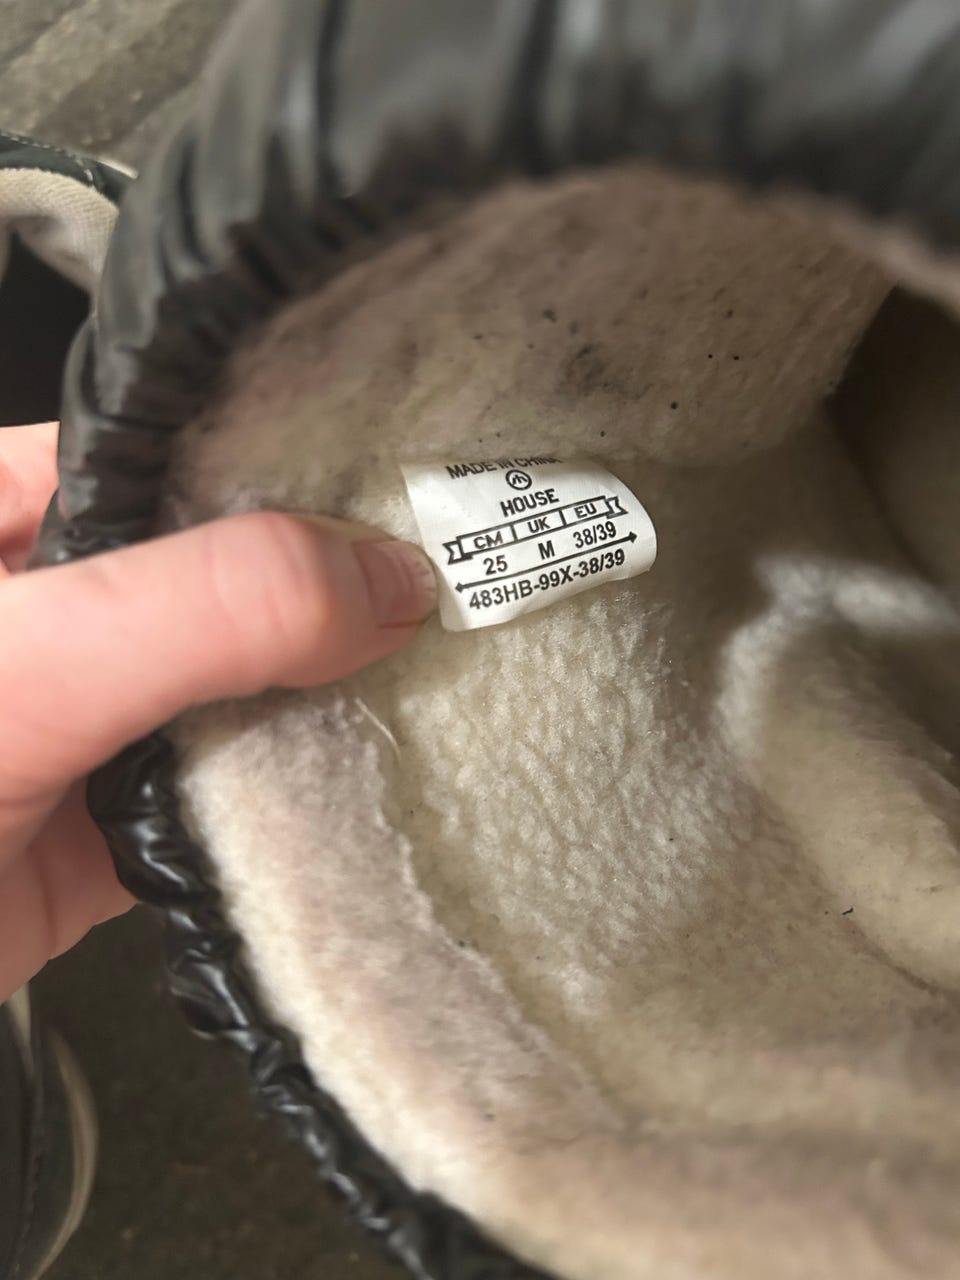 MADE IN CHINA
HOUSE
CM UK EU
25 M 38/39
483HB-99X-38/39